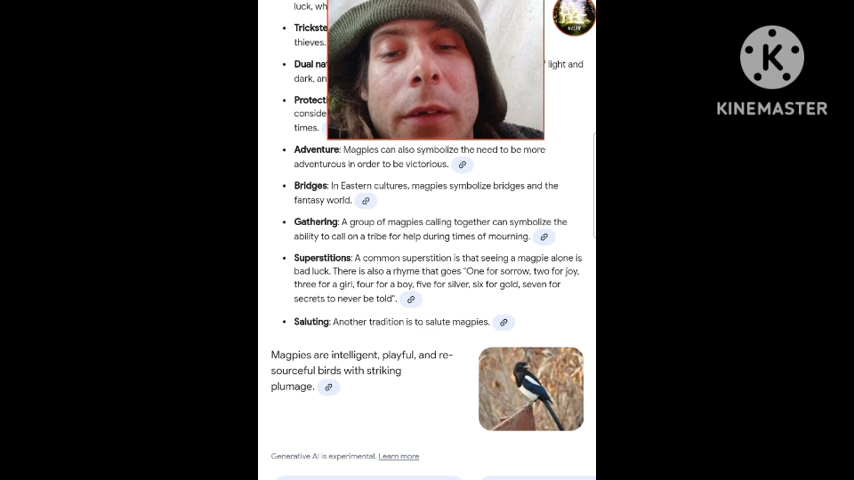 luck, wh
Trickste
thieves.
Dual nat light and
dark, an
Protecti
conside
times.
Adventure: Magpies can also symbolize the need to be more
adventurous in order to be victorious.
Bridges: In Eastern cultures, magpies symbolize bridges and the
fantasy world.
Gathering: A group of magpies calling together can symbolize the
ability to call on a tribe for help during times of mourning.
Superstitions: A common superstition is that seeing a magpie alone is
bad luck. There is also a rhyme that goes "One for sorrow, two for joy,
three for a girl, four for a boy, five for silver, six for gold, seven for
secrets to never be told".
Saluting: Another tradition is to salute magpies.
Magpies are intelligent, playful, and re-
sourceful birds with striking
plumage.
Generative AI is experimental. Learn more
K
KINEMASTER